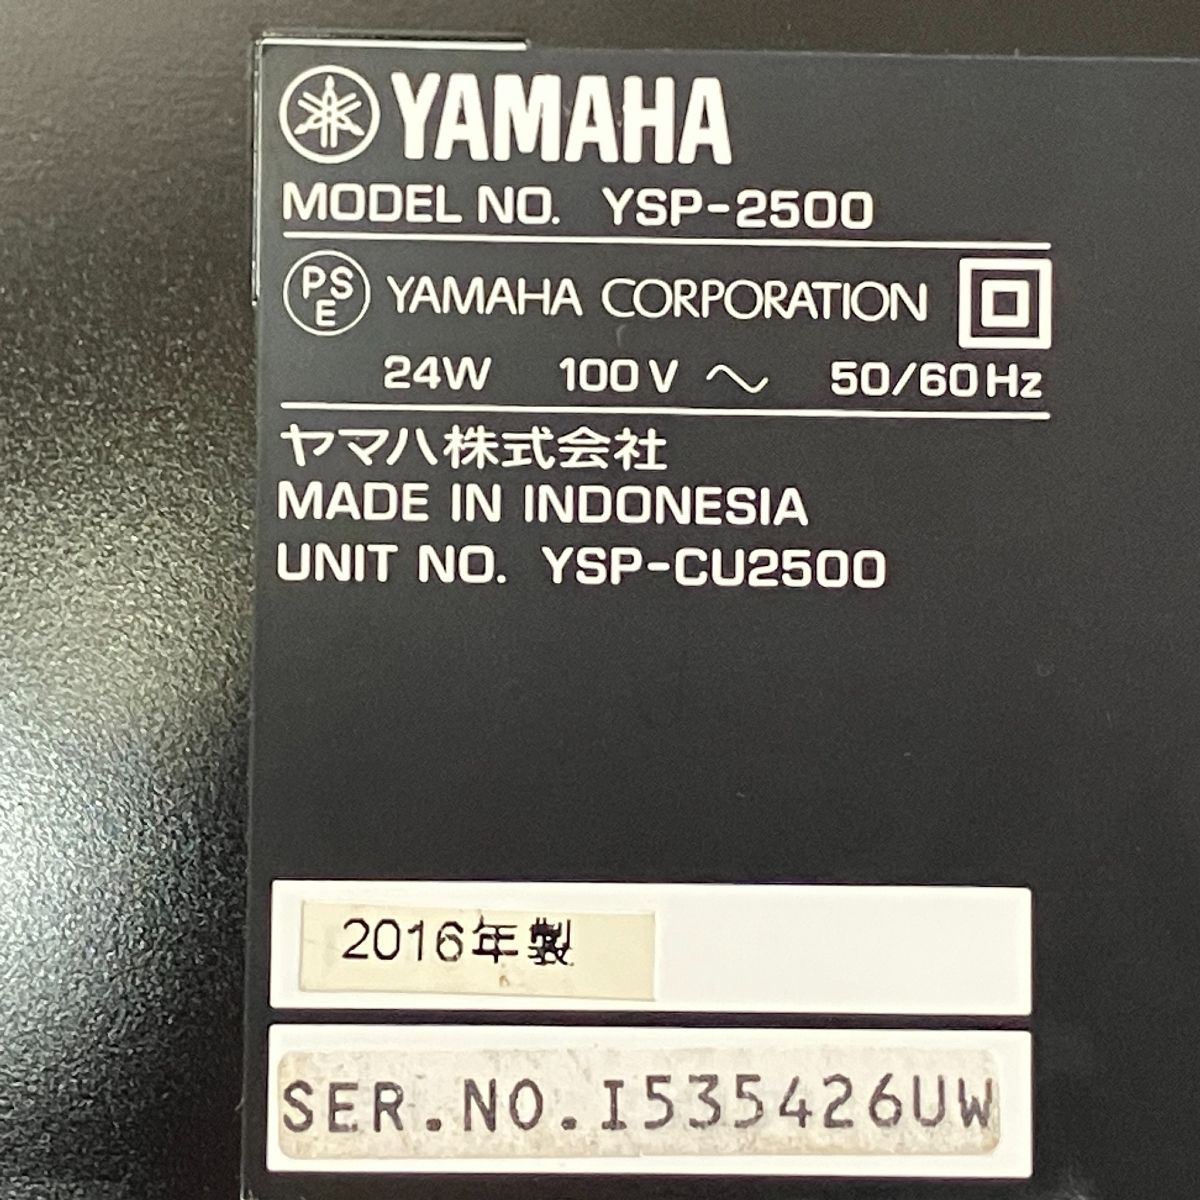 YAMAHA
MODEL NO. YSP-2500
PSE YAMAHA CORPORATION
24W 100V ～ 50/60Hz
ヤマハ株式会社
MADE IN INDONESIA
UNIT NO. YSP-CU2500
2016年製
SER.NO.I535426UW